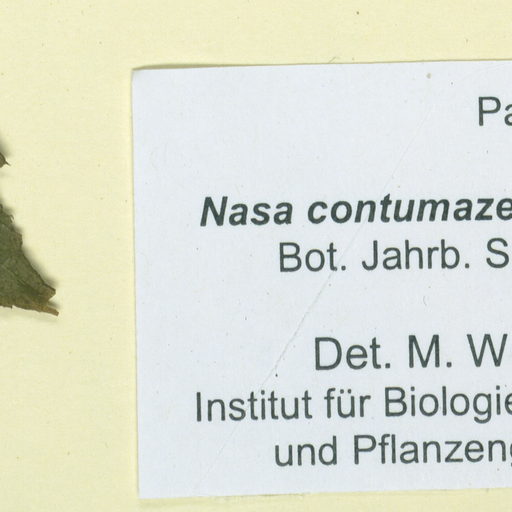 Pa
Nasa contumaze
Bot. Jahrb. S
Det. M. W
Institut für Biologie
und Pflanzeng